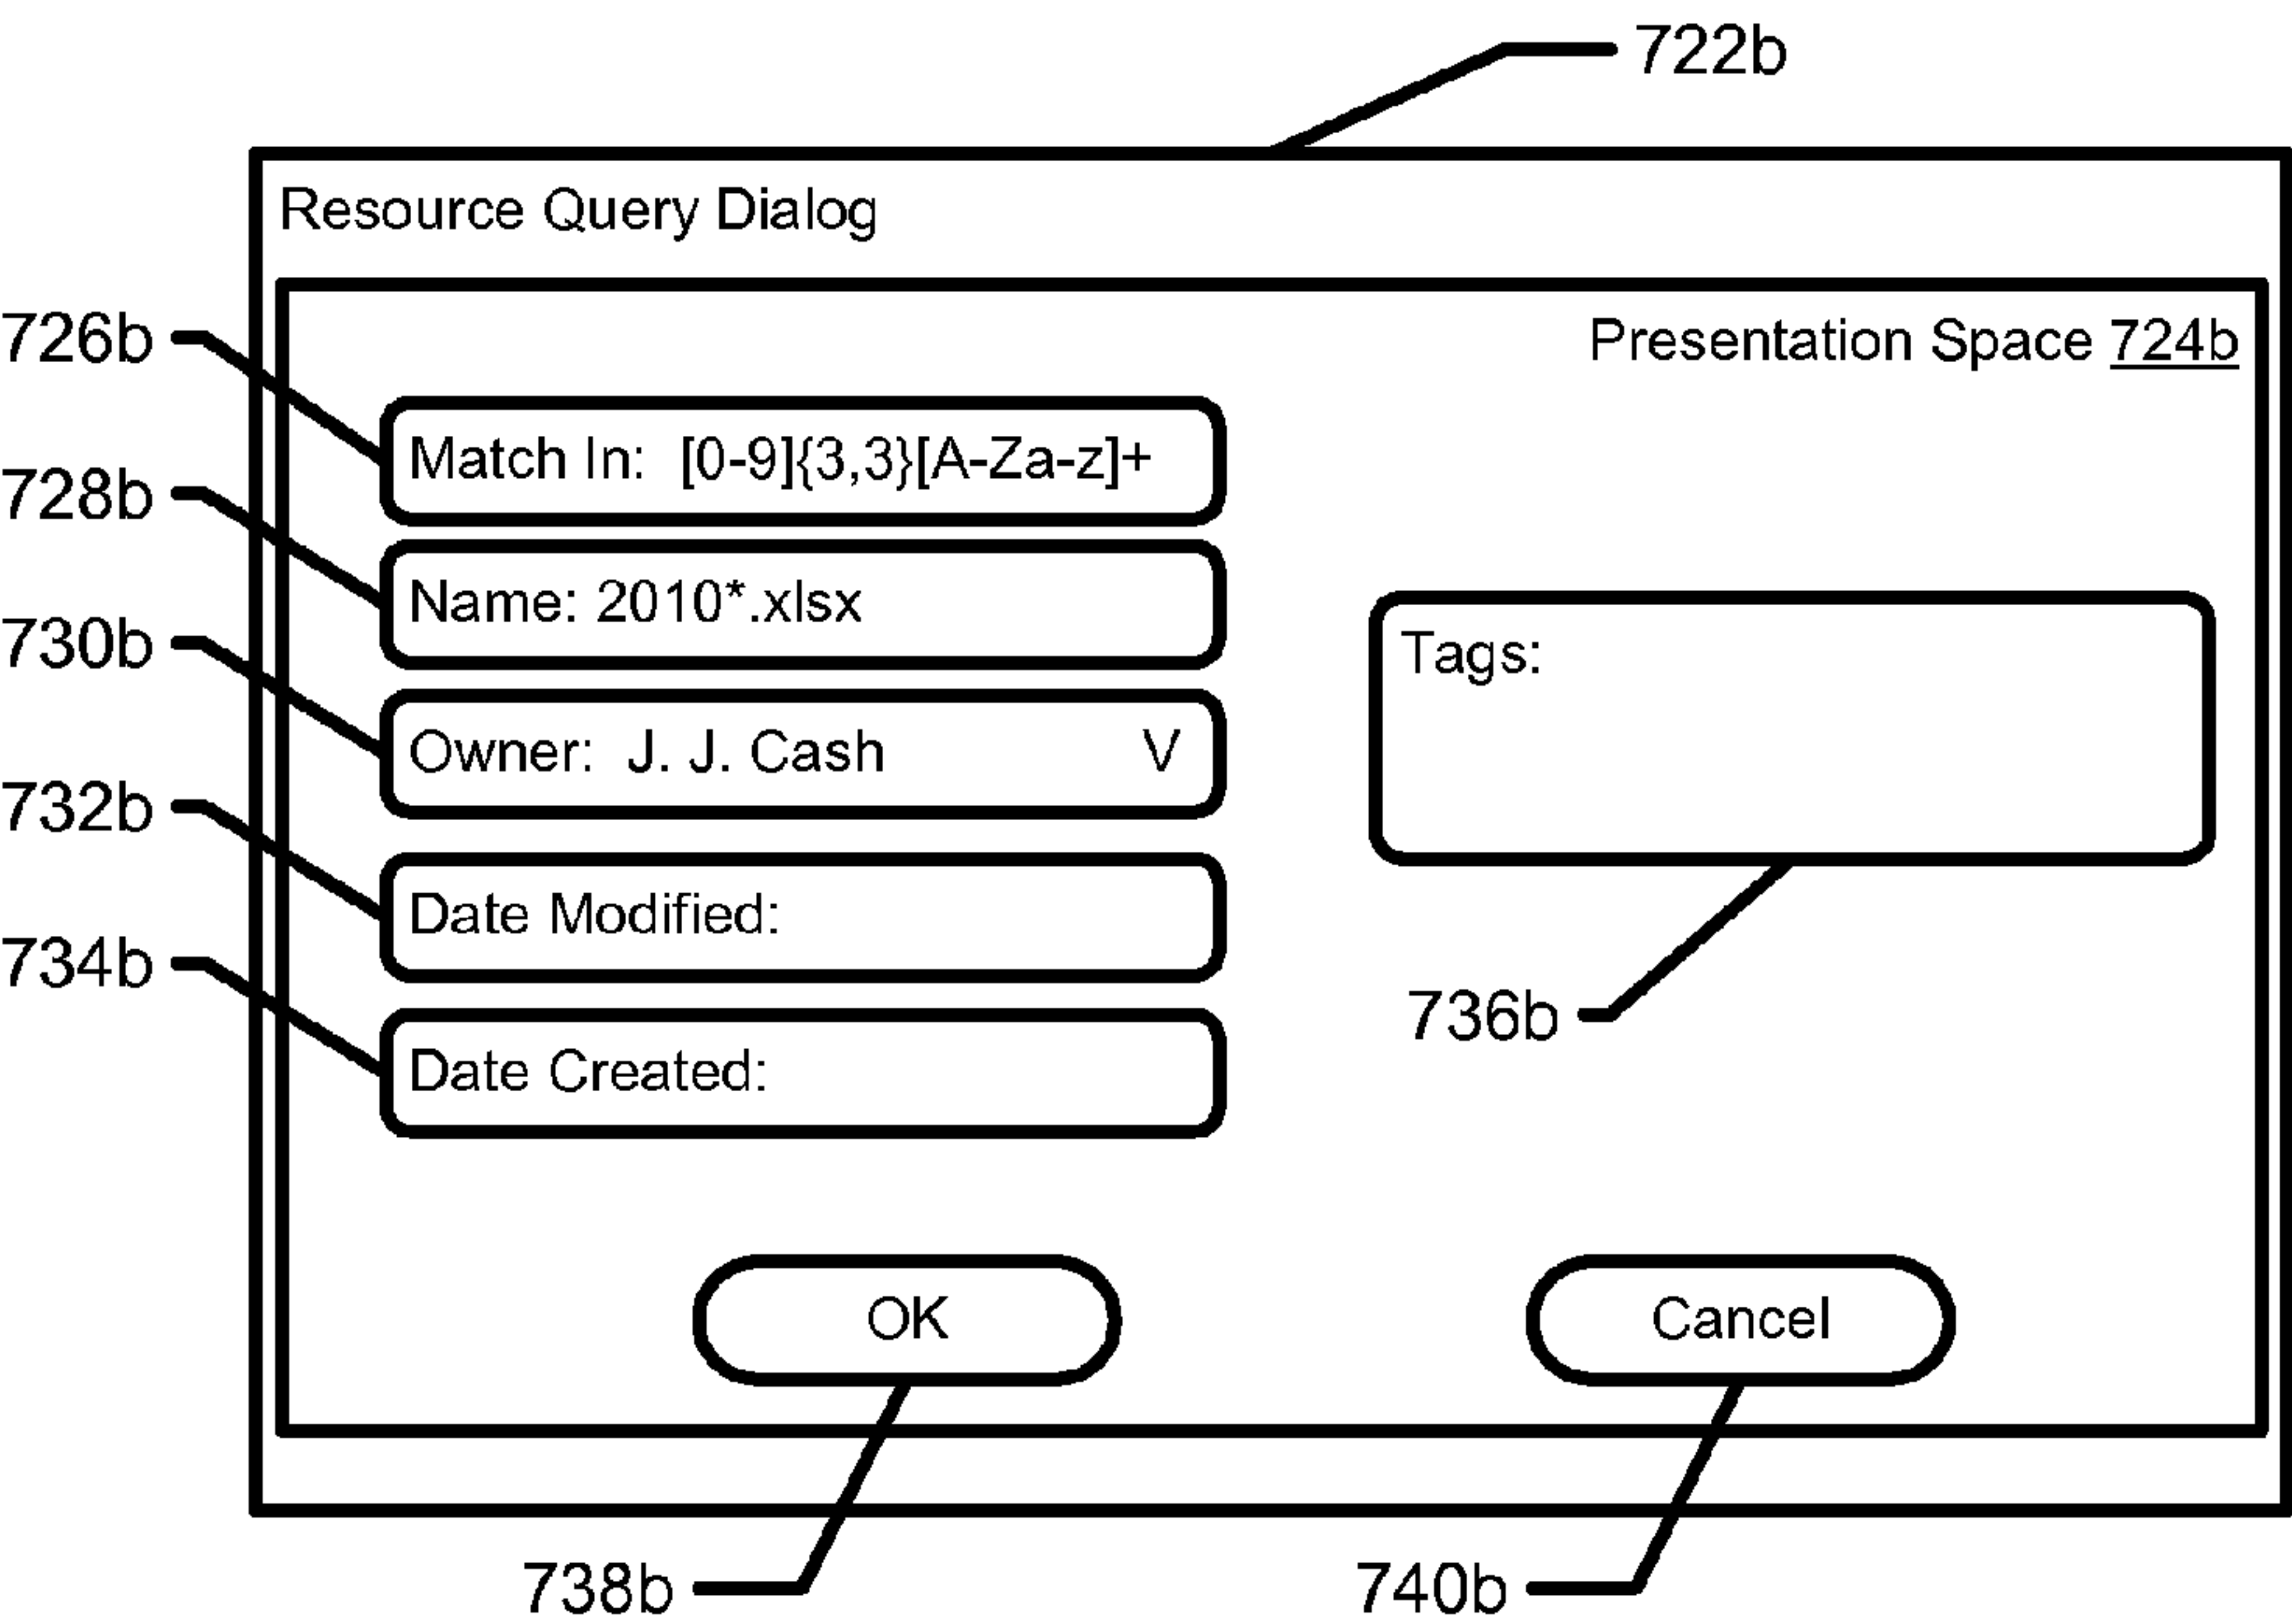 722b
Resource Query Dialog
Presentation Space 724b
726b
Match In: [0-9]{3,3}[A-Za-z]+
728b
Name: 2010*.xlsx
730b
Owner: J. J. Cash V
Tags:
732b
Date Modified:
734b
Date Created:
736b
OK
Cancel
738b
740b